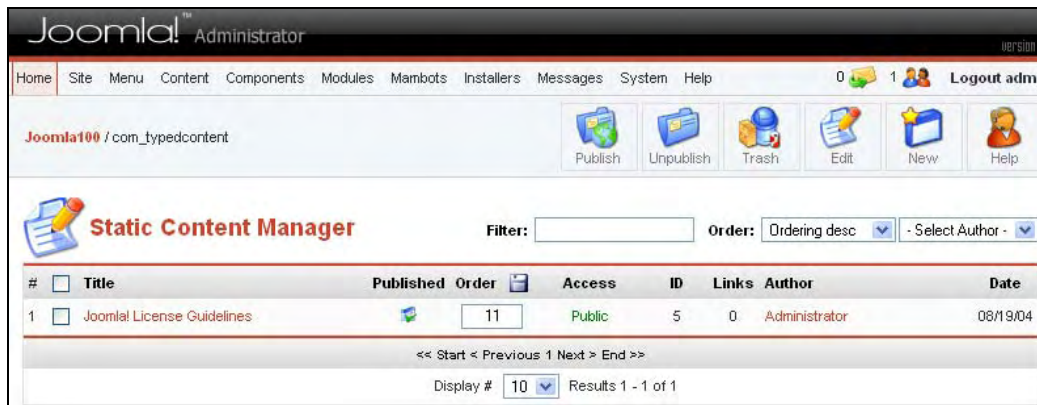 Joomla!™ Administrator
version
Home Site Menu Content Components Modules Mambots Installers Messages System Help 0 1 Logout adm
Joomla100 / com_typedcontent
Publish Unpublish Trash Edit New Help
Static Content Manager Filter: Order: Ordering desc - Select Author -
# Title Published Order Access ID Links Author Date
1 Joomla! License Guidelines 11 Public 5 0 Administrator 08/19/04
<< Start < Previous 1 Next > End >>
Display # 10 Results 1 - 1 of 1